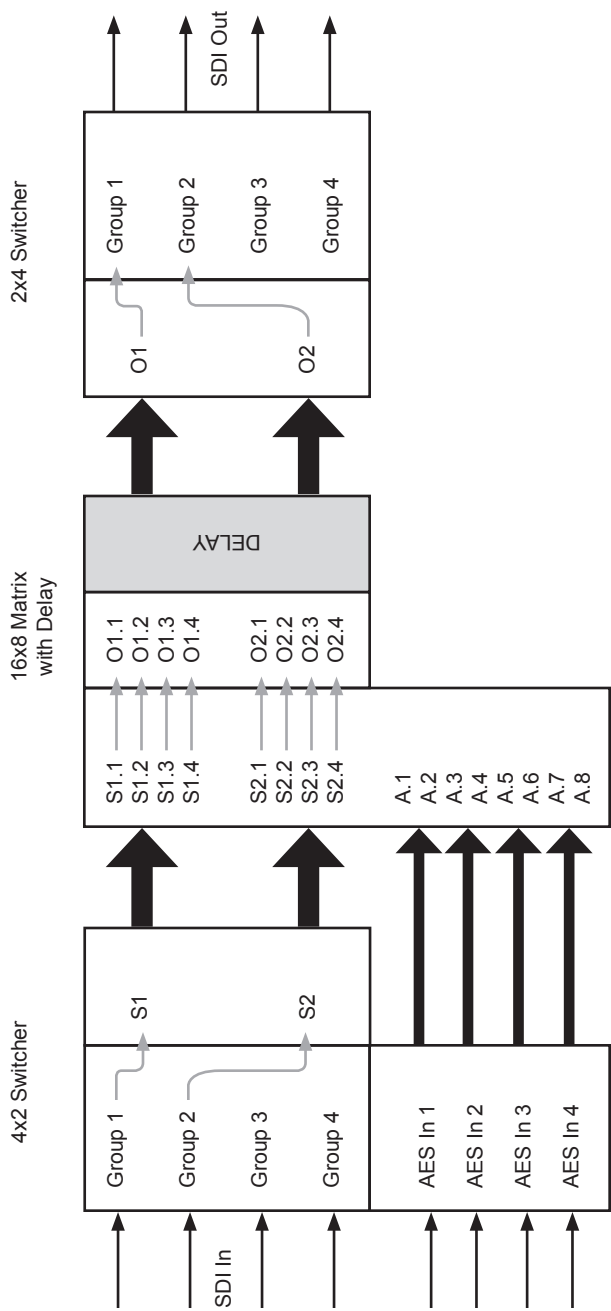 4x2 Switcher
SDI In
Group 1
Group 2
Group 3
Group 4
S1
S2
AES In 1
AES In 2
AES In 3
AES In 4
16x8 Matrix
with Delay
S1.1
S1.2
S1.3
S1.4
S2.1
S2.2
S2.3
S2.4
A.1
A.2
A.3
A.4
A.5
A.6
A.7
A.8
O1.1
O1.2
O1.3
O1.4
O2.1
O2.2
O2.3
O2.4
DELAY
2x4 Switcher
O1
O2
Group 1
Group 2
Group 3
Group 4
SDI Out